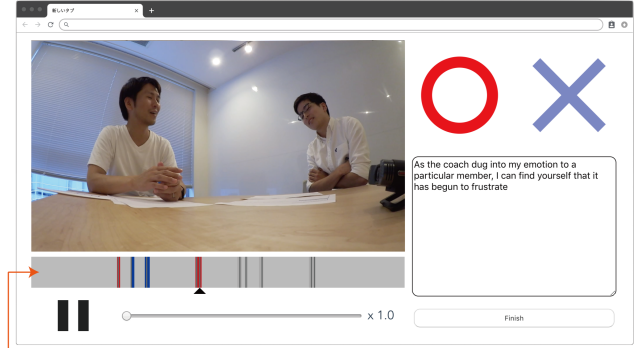 新しいタブ
As the coach dug into my emotion to a
particular member, I can find yourself that it
has begun to frustrate
x 1.0
Finish